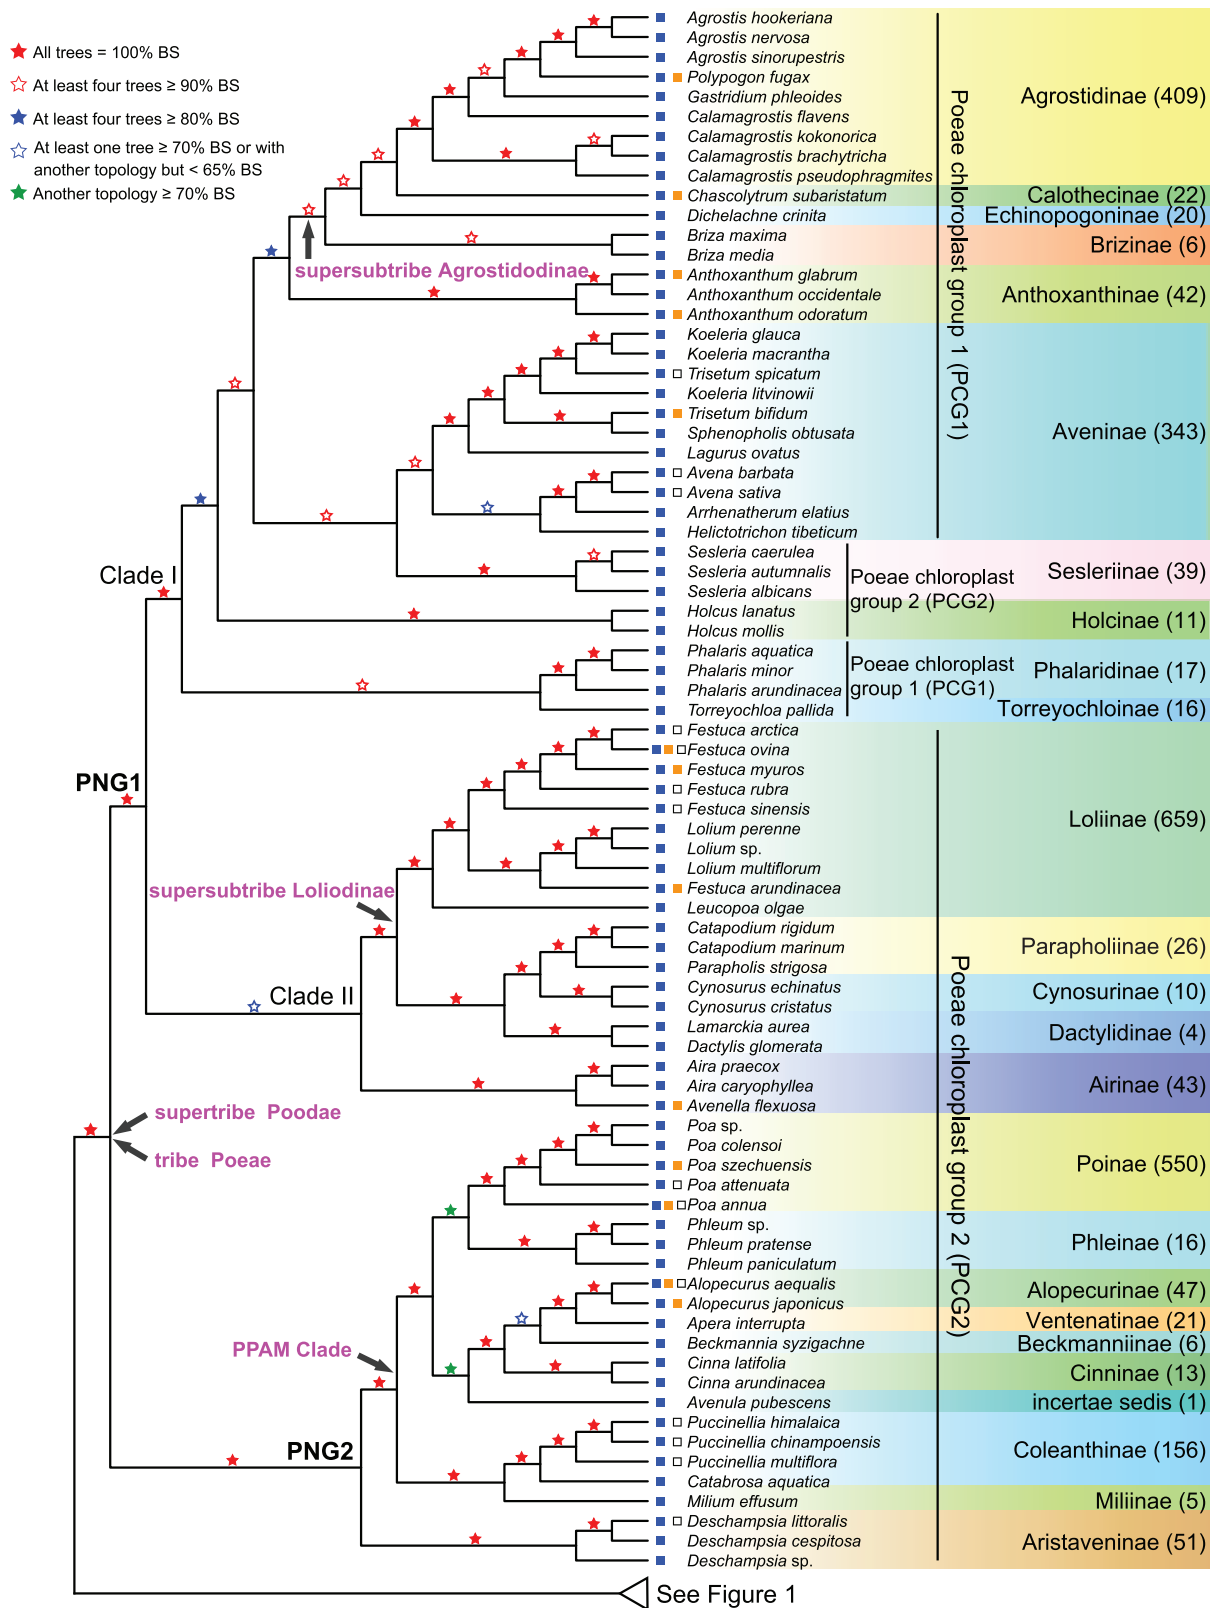 All trees = 100% BS
At least four trees ≥ 90% BS
At least four trees ≥ 80% BS
At least one tree ≥ 70% BS or with
another topology but < 65% BS
Another topology ≥ 70% BS
Agrostis hookeriana
Agrostis nervosa
Agrostis sinorupestris
Polypogon fugax
Gastridium phleoides
Calamagrostis flavens
Calamagrostis kokonorica
Calamagrostis brachytricha
Calamagrostis pseudophragmites
Chascolytrum subaristatum
Dichelachne crinita
Briza maxima
Briza media
Anthoxanthum glabrum
Anthoxanthum occidentale
Anthoxanthum odoratum
Koeleria glauca
Koeleria macrantha
Trisetum spicatum
Koeleria litvinowii
Trisetum bifidum
Sphenopholis obtusata
Lagurus ovatus
Avena barbata
Avena sativa
Arrhenatherum elatius
Helictotrichon tibeticum
Sesleria caerulea
Sesleria autumnalis
Sesleria albicans
Holcus lanatus
Holcus mollis
Phalaris aquatica
Phalaris minor
Phalaris arundinacea
Torreyochloa pallida
Festuca arctica
Festuca ovina
Festuca myuros
Festuca rubra
Festuca sinensis
Lolium perenne
Lolium sp.
Lolium multiflorum
Festuca arundinacea
Leucopoa olgae
Catapodium rigidum
Catapodium marinum
Parapholis strigosa
Cynosurus echinatus
Cynosurus cristatus
Lamarckia aurea
Dactylis glomerata
Aira praecox
Aira caryophyllea
Avenella flexuosa
Poa sp.
Poa colensoi
Poa szechuensis
Poa attenuata
Poa annua
Phleum sp.
Phleum pratense
Phleum paniculatum
Alopecurus aequalis
Alopecurus japonicus
Apera interrupta
Beckmannia syzigachne
Cinna latifolia
Cinna arundinacea
Avenula pubescens
Puccinellia himalaica
Puccinellia chinampoensis
Puccinellia multiflora
Catabrosa aquatica
Milium effusum
Deschampsia littoralis
Deschampsia cespitosa
Deschampsia sp.
See Figure 1
supersubtribe Agrostidodinae
Clade I
PNG1
supersubtribe Loliodinae
Clade II
supertribe Poodae
tribe Poeae
PPAM Clade
PNG2
Poeae chloroplast group 1 (PCG1)
Poeae chloroplast
group 2 (PCG2)
Poeae chloroplast
group 1 (PCG1)
Poeae chloroplast group 2 (PCG2)
Agrostidinae (409)
Calothecinae (22)
Echinopogoninae (20)
Brizinae (6)
Anthoxanthinae (42)
Aveninae (343)
Sesleriinae (39)
Holcinae (11)
Phalaridinae (17)
Torreyochloinae (16)
Loliinae (659)
Parapholiinae (26)
Cynosurinae (10)
Dactylidinae (4)
Airinae (43)
Poinae (550)
Phleinae (16)
Alopecurinae (47)
Ventenatinae (21)
Beckmanniinae (6)
Cinninae (13)
incertae sedis (1)
Coleanthinae (156)
Miliinae (5)
Aristaveninae (51)